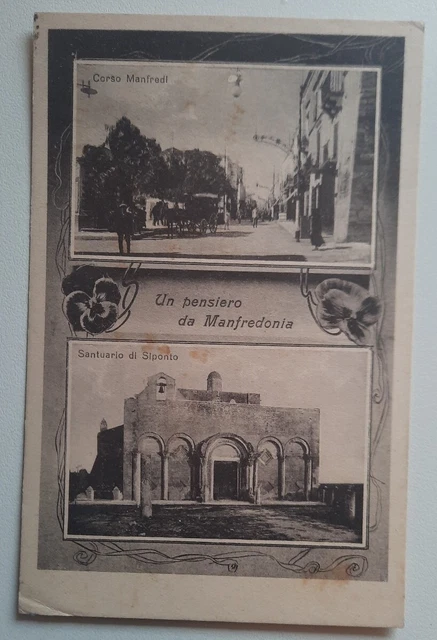 Corso Manfredi
Un pensiero
da Manfredonia
Santuario di Siponto